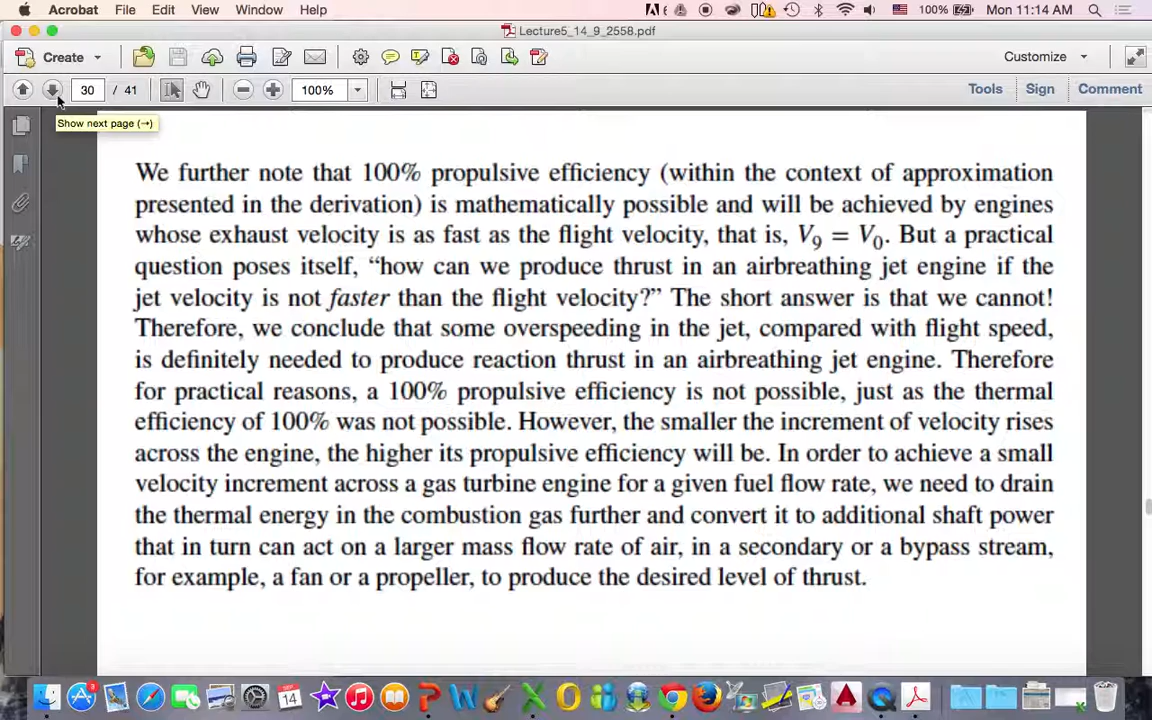 Acrobat File Edit View Window Help 100% Mon 11:14 AM
Lecture5_14_9_2558.pdf
Create Customize
30 / 41 100% Tools Sign Comment
Show next page (→)
We further note that 100% propulsive efficiency (within the context of approximation
presented in the derivation) is mathematically possible and will be achieved by engines
whose exhaust velocity is as fast as the flight velocity, that is, V₉ = V₀. But a practical
question poses itself, “how can we produce thrust in an airbreathing jet engine if the
jet velocity is not faster than the flight velocity?” The short answer is that we cannot!
Therefore, we conclude that some overspeeding in the jet, compared with flight speed,
is definitely needed to produce reaction thrust in an airbreathing jet engine. Therefore
for practical reasons, a 100% propulsive efficiency is not possible, just as the thermal
efficiency of 100% was not possible. However, the smaller the increment of velocity rises
across the engine, the higher its propulsive efficiency will be. In order to achieve a small
velocity increment across a gas turbine engine for a given fuel flow rate, we need to drain
the thermal energy in the combustion gas further and convert it to additional shaft power
that in turn can act on a larger mass flow rate of air, in a secondary or a bypass stream,
for example, a fan or a propeller, to produce the desired level of thrust.
3
14